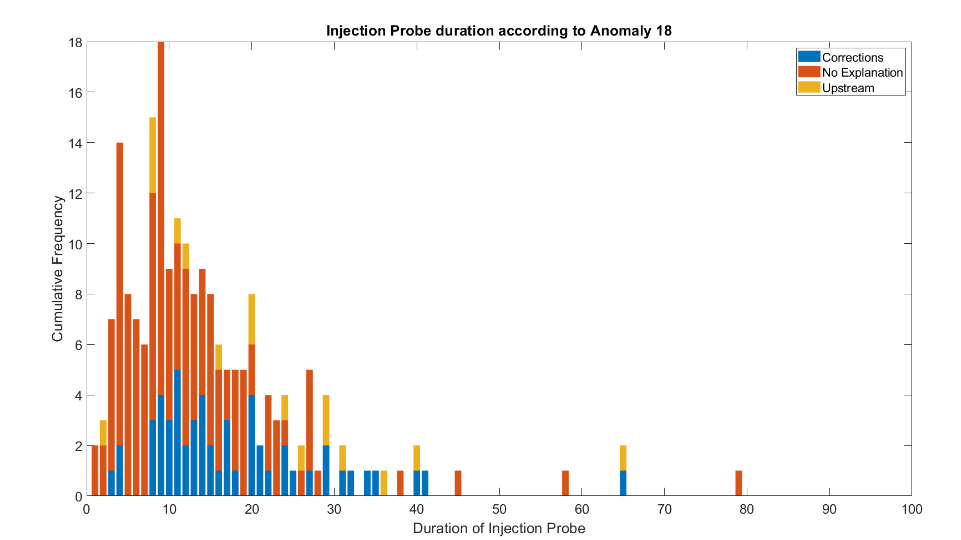 Injection Probe duration according to Anomaly 18
Corrections
No Explanation
Upstream
Cumulative Frequency
18
16
14
12
10
8
6
4
2
0
0 10 20 30 40 50 60 70 80 90 100
Duration of Injection Probe